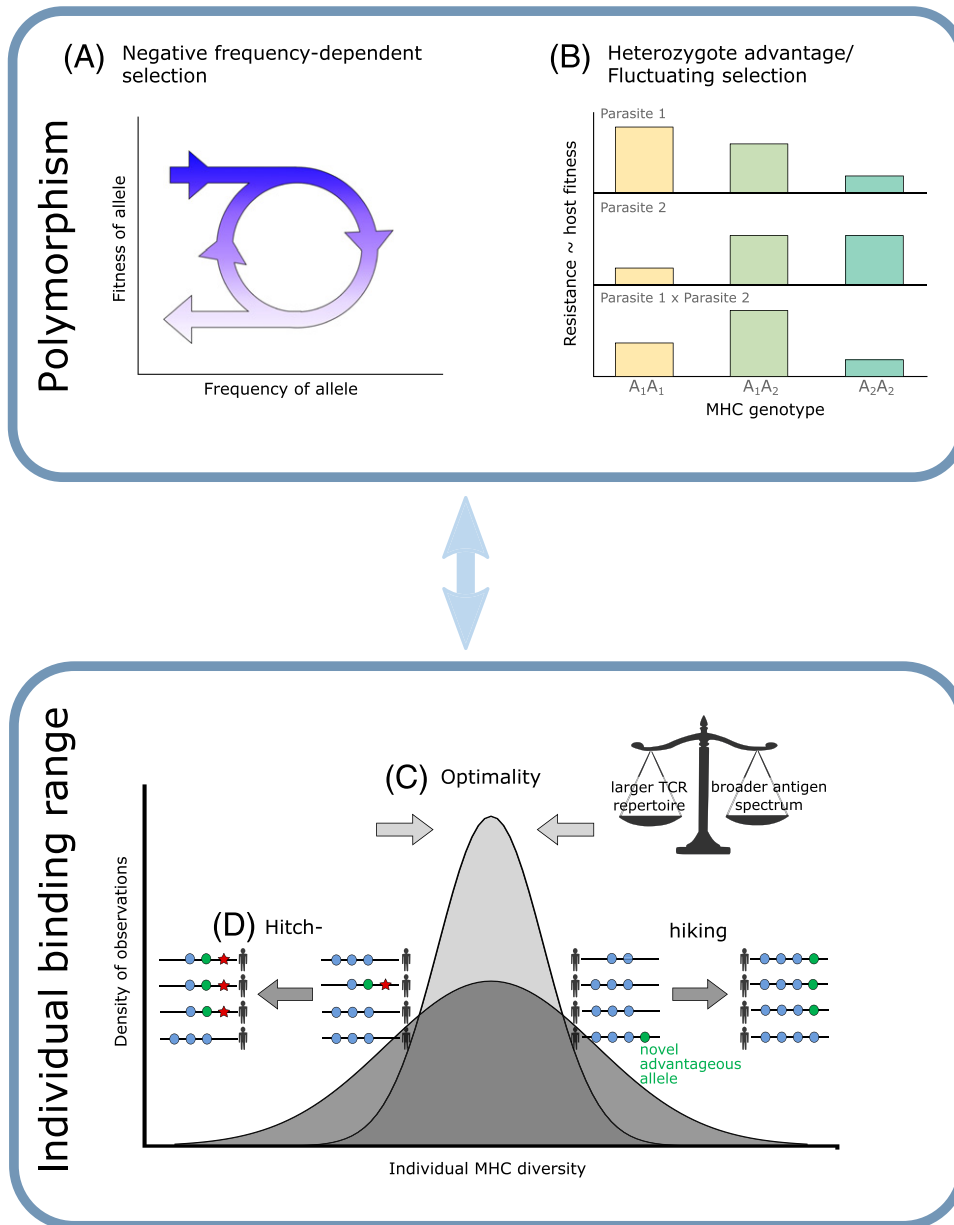 Polymorphism
(A) Negative frequency-dependent
selection
Fitness of allele
Frequency of allele
(B) Heterozygote advantage/
Fluctuating selection
Resistance ~ host fitness
Parasite 1
Parasite 2
Parasite 1 x Parasite 2
A₁A₁ A₁A₂ A₂A₂
MHC genotype
Individual binding range
(C) Optimality
larger TCR
repertoire
broader antigen
spectrum
(D) Hitch-
hiking
novel
advantageous
allele
Density of observations
Individual MHC diversity